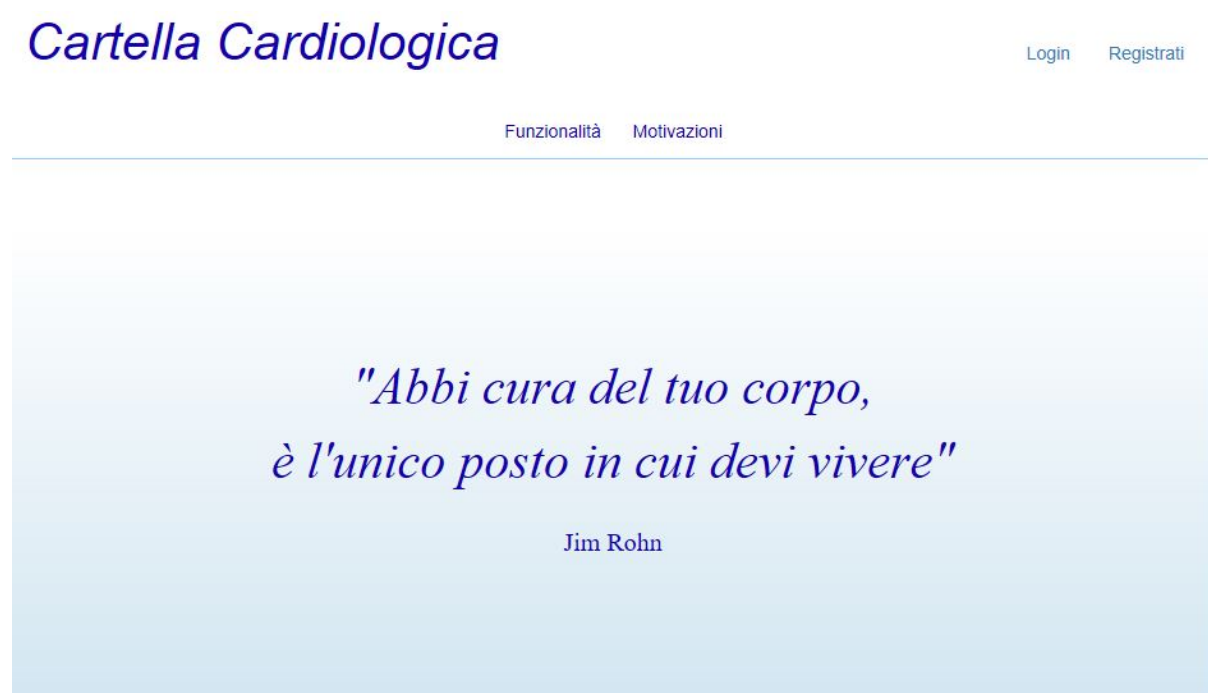 Cartella Cardiologica
Login Registrati
Funzionalità Motivazioni
"Abbi cura del tuo corpo,
è l'unico posto in cui devi vivere"
Jim Rohn